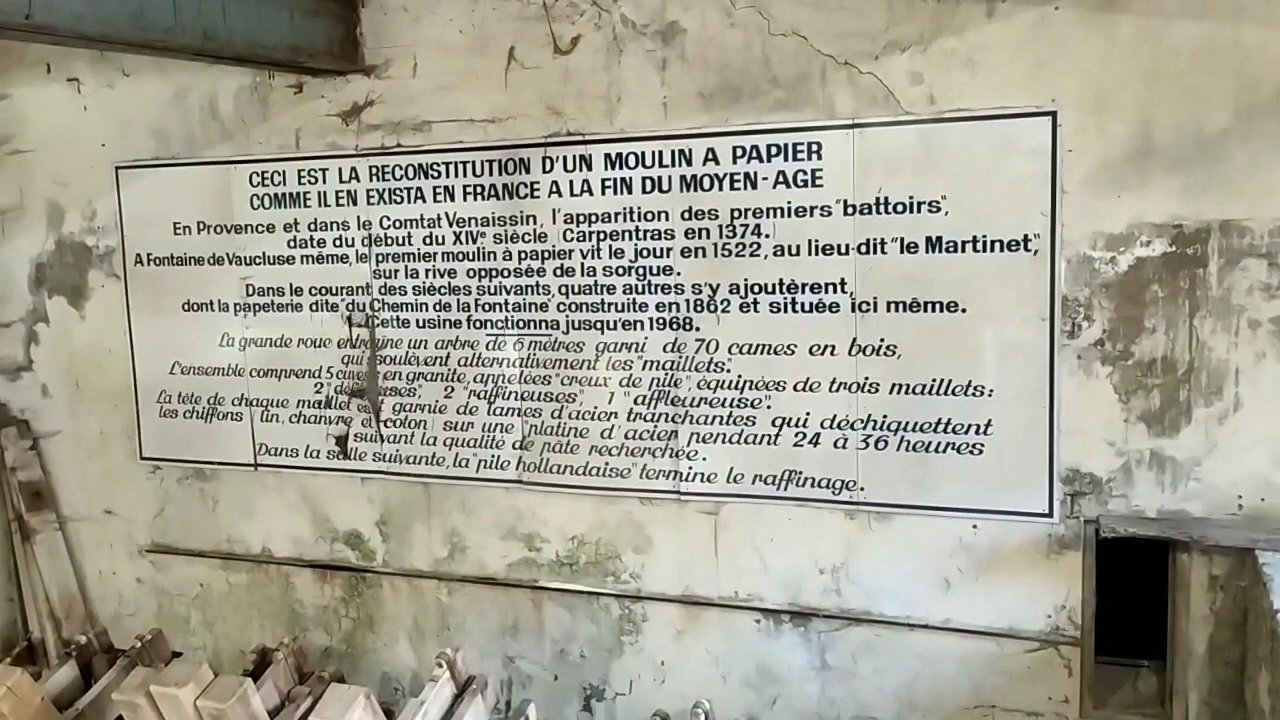 CECI EST LA RECONSTITUTION D'UN MOULIN A PAPIER
COMME IL EN EXISTA EN FRANCE A LA FIN DU MOYEN-AGE
En Provence et dans le Comtat Venaissin, l'apparition des premiers "battoirs",
date du début du XIVe siècle (Carpentras en 1374.)
A Fontaine de Vaucluse même, le premier moulin à papier vit le jour en 1522, au lieu-dit "le Martinet,"
sur la rive opposée de la sorgue.
Dans le courant des siècles suivants, quatre autres s'y ajoutèrent,
dont la papeterie dite "du Chemin de la Fontaine" construite en 1862 et située ici même.
Cette usine fonctionna jusqu'en 1968.
La grande roue entraîne un arbre de 6 mètres garni de 70 cames en bois,
qui soulèvent alternativement les "maillets".
L'ensemble comprend 5 cuves en granite, appelées "creux de pile", équipées de trois maillets:
2 "raffineuses", 1 "affleureuse".
La tête de chaque maillet est garnie de lames d'acier tranchantes qui déchiquettent
les chiffons (lin, chanvre et coton) sur une "platine d'acier" pendant 24 à 36 heures
suivant la qualité de pâte recherchée.
Dans la salle suivante, la "pile hollandaise" termine le raffinage.